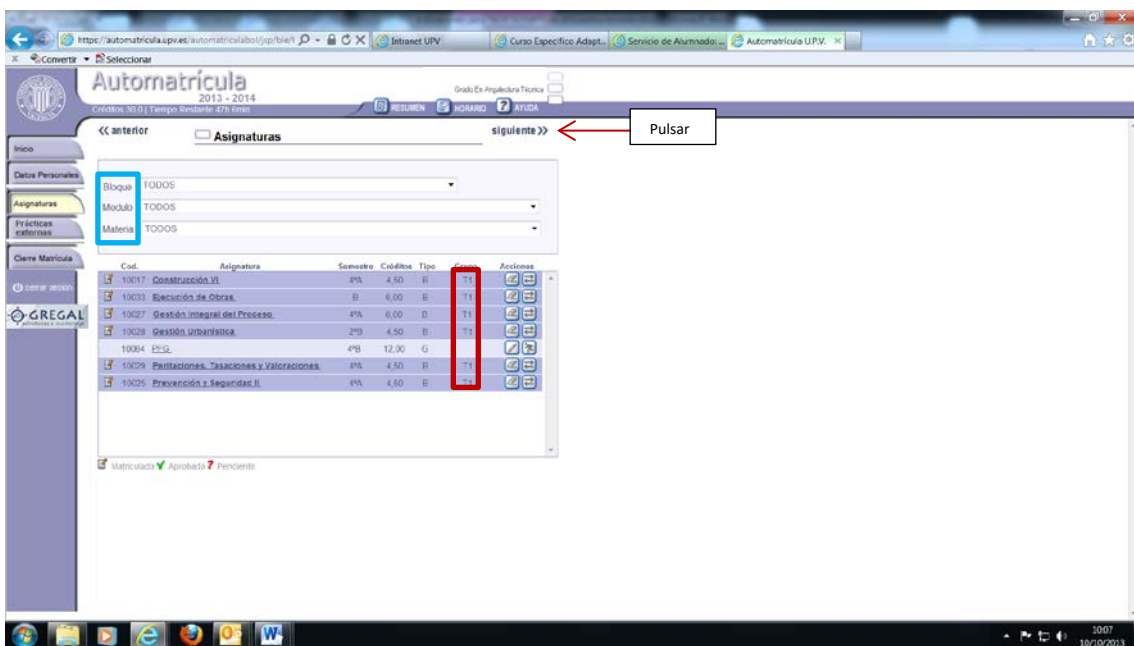 https://automatricula.upv.es/automatriculabol/jsp/ble/l
Intranet UPV
Curso Específico Adapt...
Servicio de Alumnado: ...
Automatrícula U.P.V.
x Convertir
Seleccionar
Automatrícula
2013 - 2014
Grado En Arquitectura Técnica
Créditos 30.0 | Tiempo Restante 478 6min
RESUMEN
HORARIO
AYUDA
<< anterior
Asignaturas
siguiente >>
Pulsar
Inicio
Datos Personales
Asignaturas
Prácticas externas
Cierre Matrícula
cerrar sesión
GREGAL
Bloque TODOS
Modulo TODOS
Materia TODOS
Cod. Asignatura Semestre Créditos Tipo Grupo Acciones
10017 Construcción VI. 4ºA 4,50 B T1
10033 Ejecución de Obras. B 6,00 B T1
10027 Gestión Integral del Proceso. 4ºA 6,00 B T1
10028 Gestión Urbanística 2ºB 4,50 B T1
10064 PFG. 4ºB 12,00 G
10029 Peritaciones, Tasaciones y Valoraciones 4ºA 4,50 B T1
10026 Prevención y Seguridad II. 4ºA 4,50 B T1
Matriculada Aprobada ? Pendiente
10:07
10/10/2013